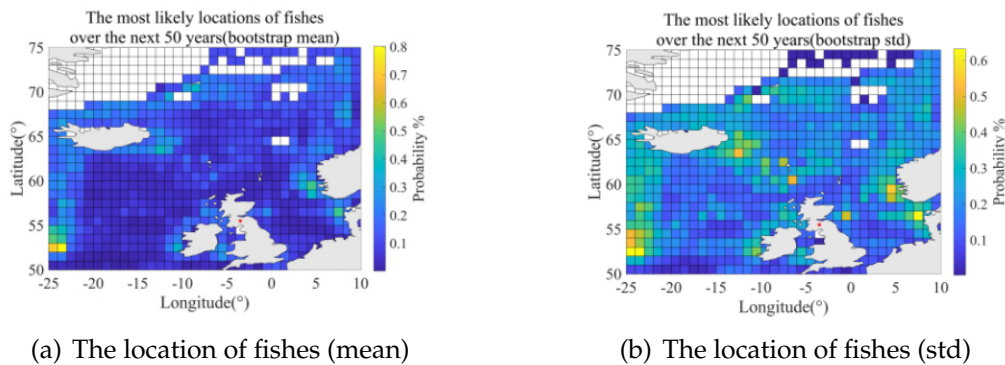 The most likely locations of fishes
over the next 50 years(bootstrap mean)
75
70
65
60
55
50
Latitude(°)
-25 -20 -15 -10 -5 0 5 10
Longitude(°)
0.8
0.7
0.6
0.5
0.4
0.3
0.2
0.1
Probability %
(a) The location of fishes (mean)
The most likely locations of fishes
over the next 50 years(bootstrap std)
75
70
65
60
55
50
Latitude(°)
-25 -20 -15 -10 -5 0 5 10
Longitude(°)
0.6
0.5
0.4
0.3
0.2
0.1
Probability %
(b) The location of fishes (std)